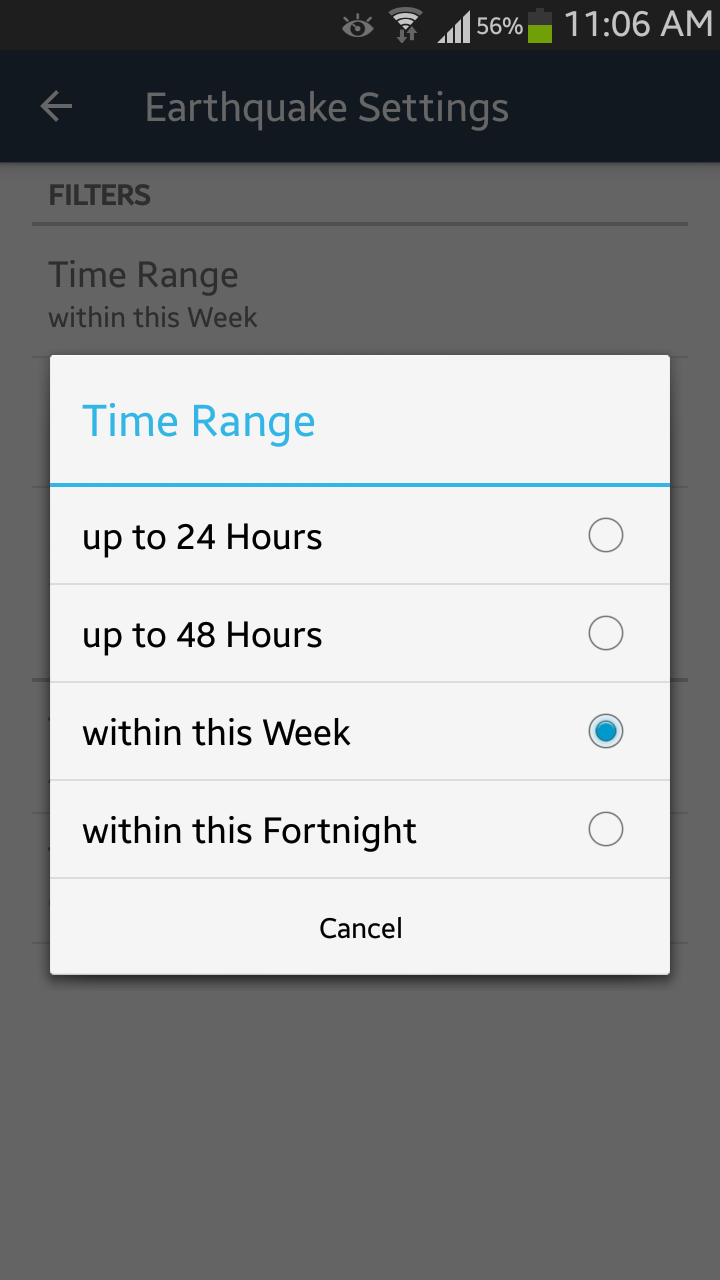 56% 11:06 AM
Earthquake Settings
FILTERS
Time Range
within this Week
Time Range
up to 24 Hours
up to 48 Hours
within this Week
within this Fortnight
Cancel